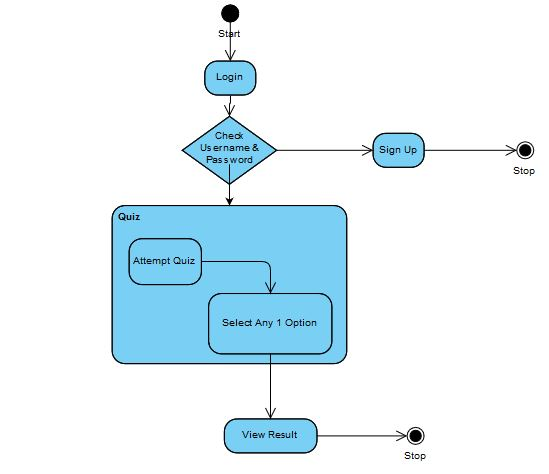 Start
Login
Check
Username &
Password
Sign Up
Stop
Quiz
Attempt Quiz
Select Any 1 Option
View Result
Stop